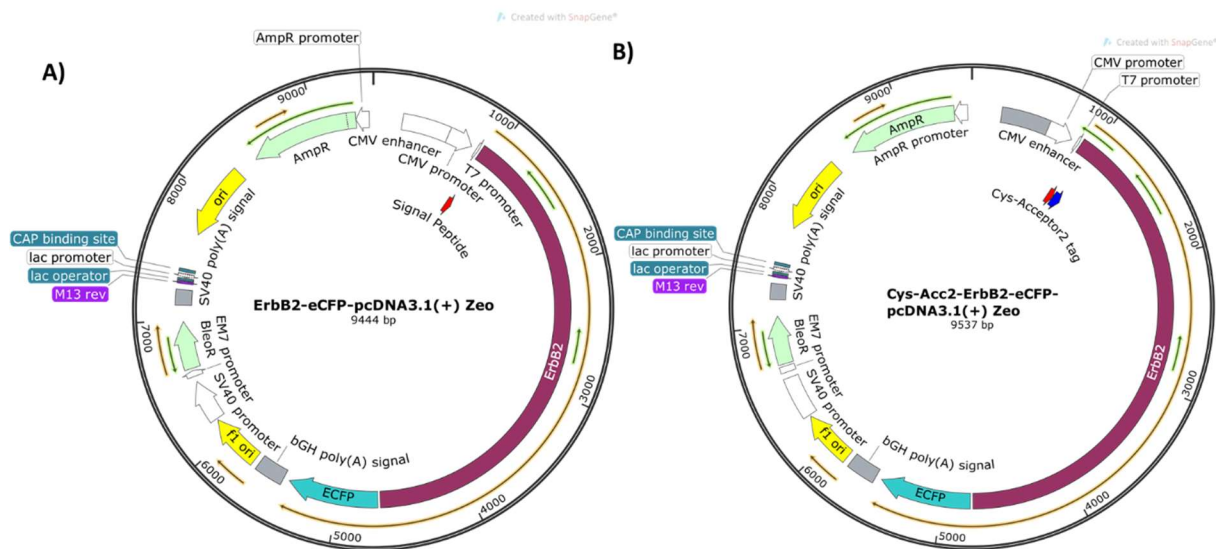 Created with SnapGene®
A)
AmpR promoter
9000
1000
AmpR
CMV enhancer
CMV promoter
T7 promoter
Signal Peptide
8000
ori
2000
CAP binding site
lac promoter
lac operator
M13 rev
SV40 poly(A) signal
ErbB2-eCFP-pcDNA3.1(+) Zeo
9444 bp
7000
BleoR
EM7 promoter
SV40 promoter
ErbB2
3000
f1 ori
bGH poly(A) signal
6000
ECFP
4000
5000
Created with SnapGene®
B)
CMV promoter
T7 promoter
9000
1000
AmpR
AmpR promoter
CMV enhancer
Cys-Acceptor2 tag
8000
ori
2000
CAP binding site
lac promoter
lac operator
M13 rev
SV40 poly(A) signal
Cys-Acc2-ErbB2-eCFP-
pcDNA3.1(+) Zeo
9537 bp
7000
BleoR
EM7 promoter
SV40 promoter
ErbB2
3000
f1 ori
bGH poly(A) signal
6000
ECFP
4000
5000